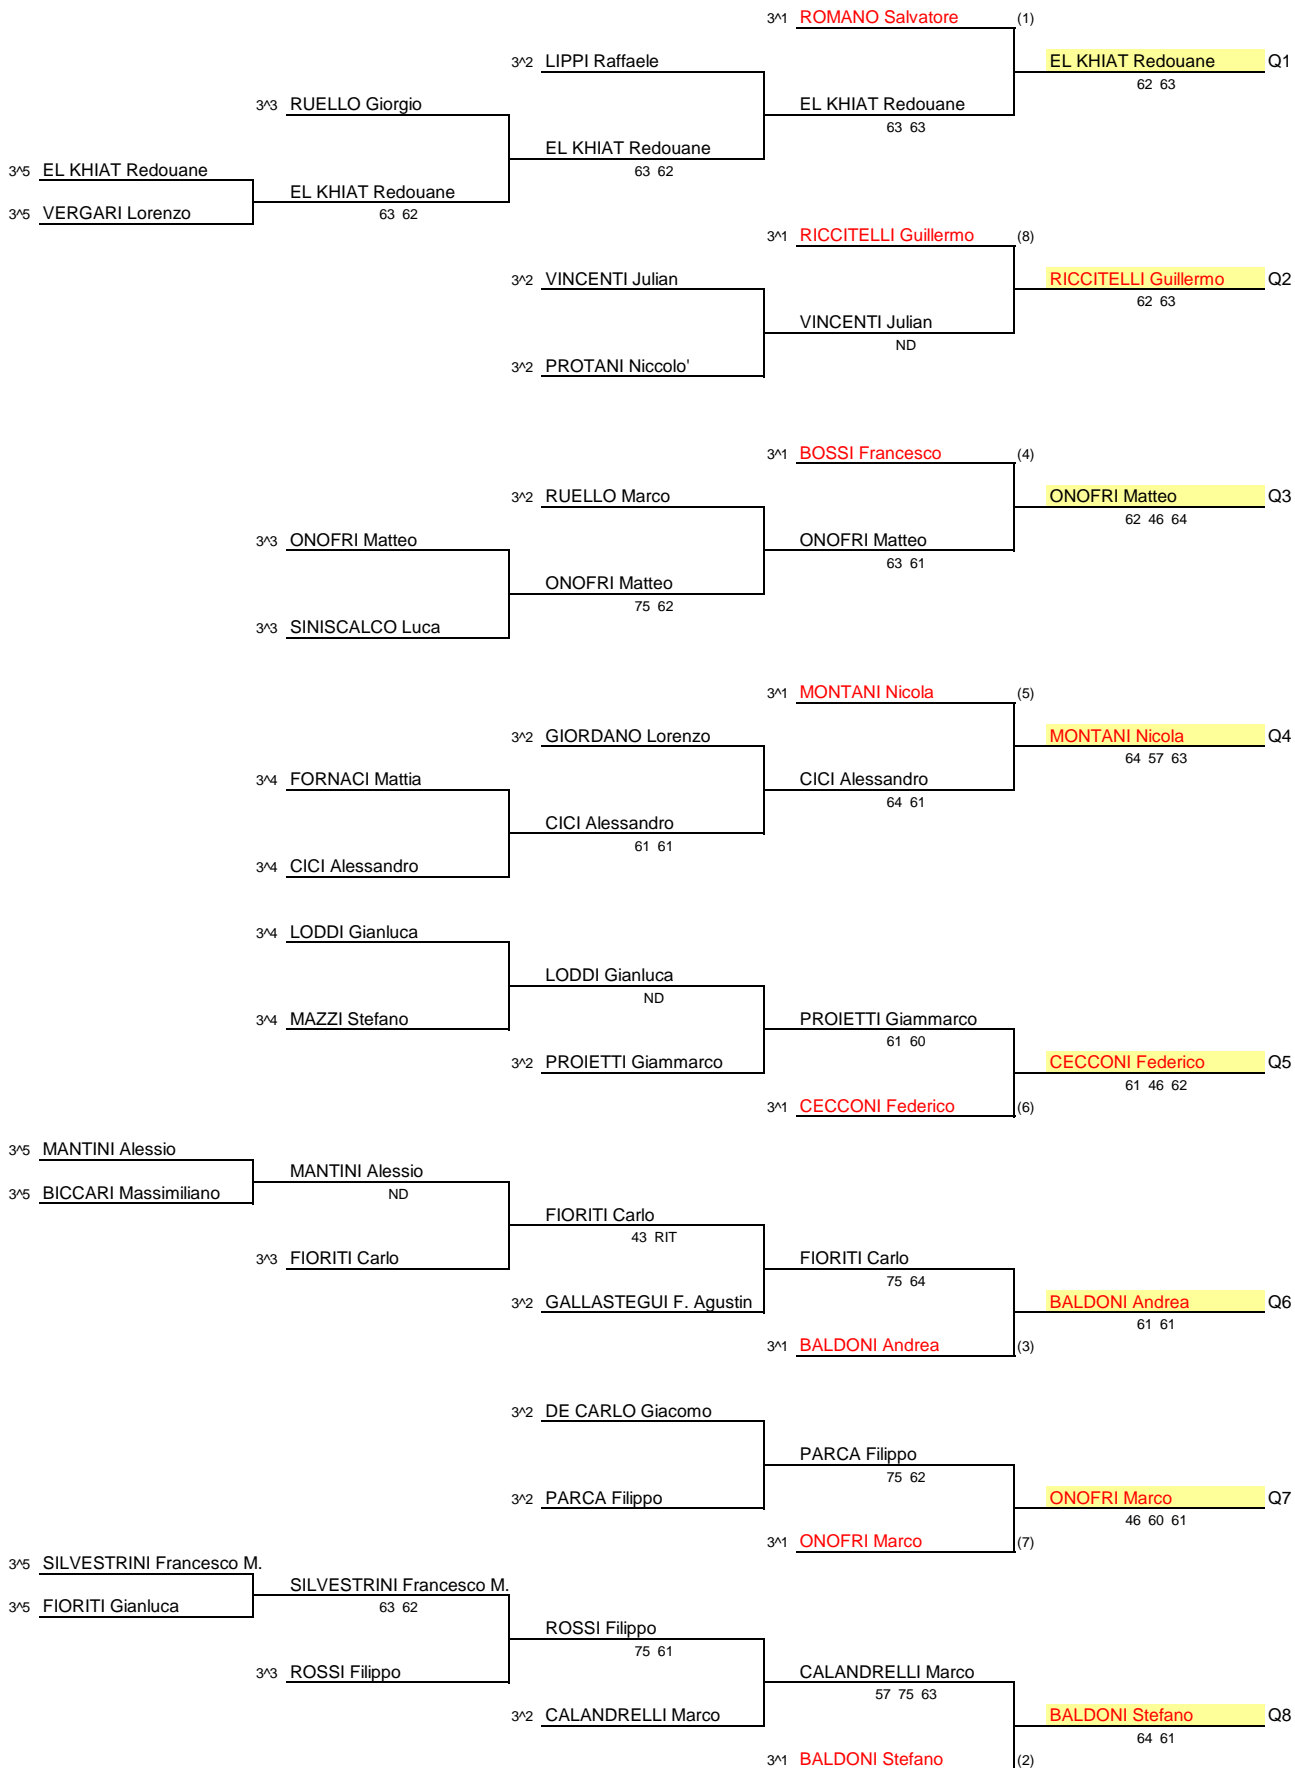 3^1 ROMANO Salvatore (1)
3^2 LIPPI Raffaele
EL KHIAT Redouane Q1
62 63
3^3 RUELLO Giorgio
EL KHIAT Redouane
63 63
EL KHIAT Redouane
63 62
3^5 EL KHIAT Redouane
EL KHIAT Redouane
63 62
3^5 VERGARI Lorenzo
3^1 RICCITELLI Guillermo (8)
3^2 VINCENTI Julian
RICCITELLI Guillermo Q2
62 63
VINCENTI Julian
ND
3^2 PROTANI Niccolo'
3^1 BOSSI Francesco (4)
3^2 RUELLO Marco
ONOFRI Matteo Q3
62 46 64
3^3 ONOFRI Matteo
ONOFRI Matteo
63 61
ONOFRI Matteo
75 62
3^3 SINISCALCO Luca
3^1 MONTANI Nicola (5)
3^2 GIORDANO Lorenzo
MONTANI Nicola Q4
64 57 63
3^4 FORNACI Mattia
CICI Alessandro
64 61
CICI Alessandro
61 61
3^4 CICI Alessandro
3^4 LODDI Gianluca
LODDI Gianluca
ND
3^4 MAZZI Stefano
PROIETTI Giammarco
61 60
3^2 PROIETTI Giammarco
CECCONI Federico Q5
61 46 62
3^1 CECCONI Federico (6)
3^5 MANTINI Alessio
MANTINI Alessio
ND
3^5 BICCARI Massimiliano
FIORITI Carlo
43 RIT
3^3 FIORITI Carlo
FIORITI Carlo
75 64
3^2 GALLASTEGUI F. Agustin
BALDONI Andrea Q6
61 61
3^1 BALDONI Andrea (3)
3^2 DE CARLO Giacomo
PARCA Filippo
75 62
3^2 PARCA Filippo
ONOFRI Marco Q7
46 60 61
3^1 ONOFRI Marco (7)
3^5 SILVESTRINI Francesco M.
SILVESTRINI Francesco M.
63 62
3^5 FIORITI Gianluca
ROSSI Filippo
75 61
3^3 ROSSI Filippo
CALANDRELLI Marco
57 75 63
3^2 CALANDRELLI Marco
BALDONI Stefano Q8
64 61
3^1 BALDONI Stefano (2)